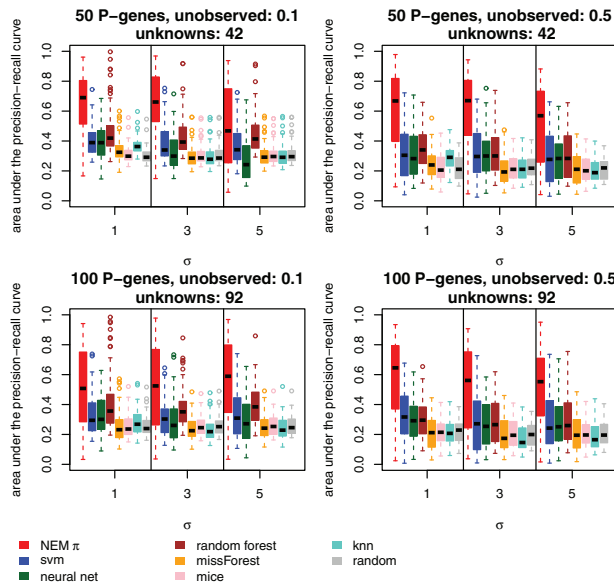 50 P-genes, unobserved: 0.1
unknowns: 42
area under the precision-recall curve
0.0 0.2 0.4 0.6 0.8 1.0
1 3 5
σ
50 P-genes, unobserved: 0.5
unknowns: 42
area under the precision-recall curve
0.0 0.2 0.4 0.6 0.8 1.0
1 3 5
σ
100 P-genes, unobserved: 0.1
unknowns: 92
area under the precision-recall curve
0.0 0.2 0.4 0.6 0.8 1.0
1 3 5
σ
100 P-genes, unobserved: 0.5
unknowns: 92
area under the precision-recall curve
0.0 0.2 0.4 0.6 0.8 1.0
1 3 5
σ
NEM π
svm
neural net
random forest
missForest
mice
knn
random